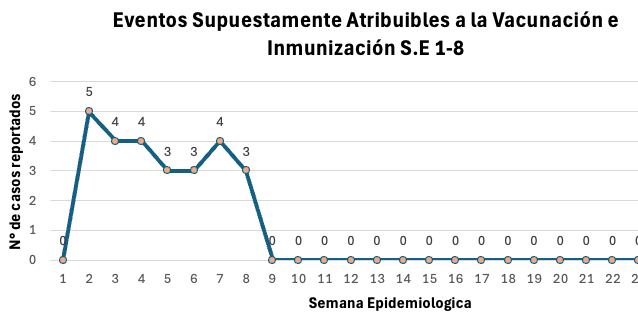 Eventos Supuestamente Atribuibles a la Vacunación e
Inmunización S.E 1-8
N° de casos reportados
6
5
4
3
2
1
0
0 5 4 4 3 3 4 3 0 0 0 0 0 0 0 0 0 0 0 0 0 0 0
1 2 3 4 5 6 7 8 9 10 11 12 13 14 15 16 17 18 19 20 21 22 2
Semana Epidemiologica